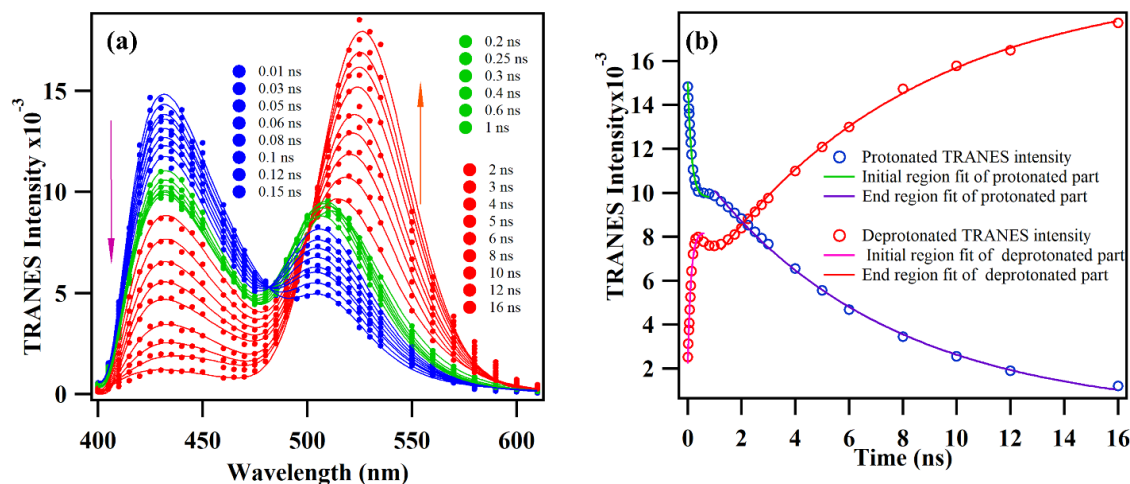 (a)
0.01 ns
0.03 ns
0.05 ns
0.06 ns
0.08 ns
0.1 ns
0.12 ns
0.15 ns
0.2 ns
0.25 ns
0.3 ns
0.4 ns
0.6 ns
1 ns
2 ns
3 ns
4 ns
5 ns
6 ns
8 ns
10 ns
12 ns
16 ns
TRANES Intensity x10-3
15
10
5
0
400
450
500
550
600
Wavelength (nm)
(b)
Protonated TRANES intensity
Initial region fit of protonated part
End region fit of protonated part
Deprotonated TRANES intensity
Initial region fit of deprotonated part
End region fit of deprotonated part
TRANES Intensityx10-3
16
14
12
10
8
6
4
2
0
2
4
6
8
10
12
14
16
Time (ns)